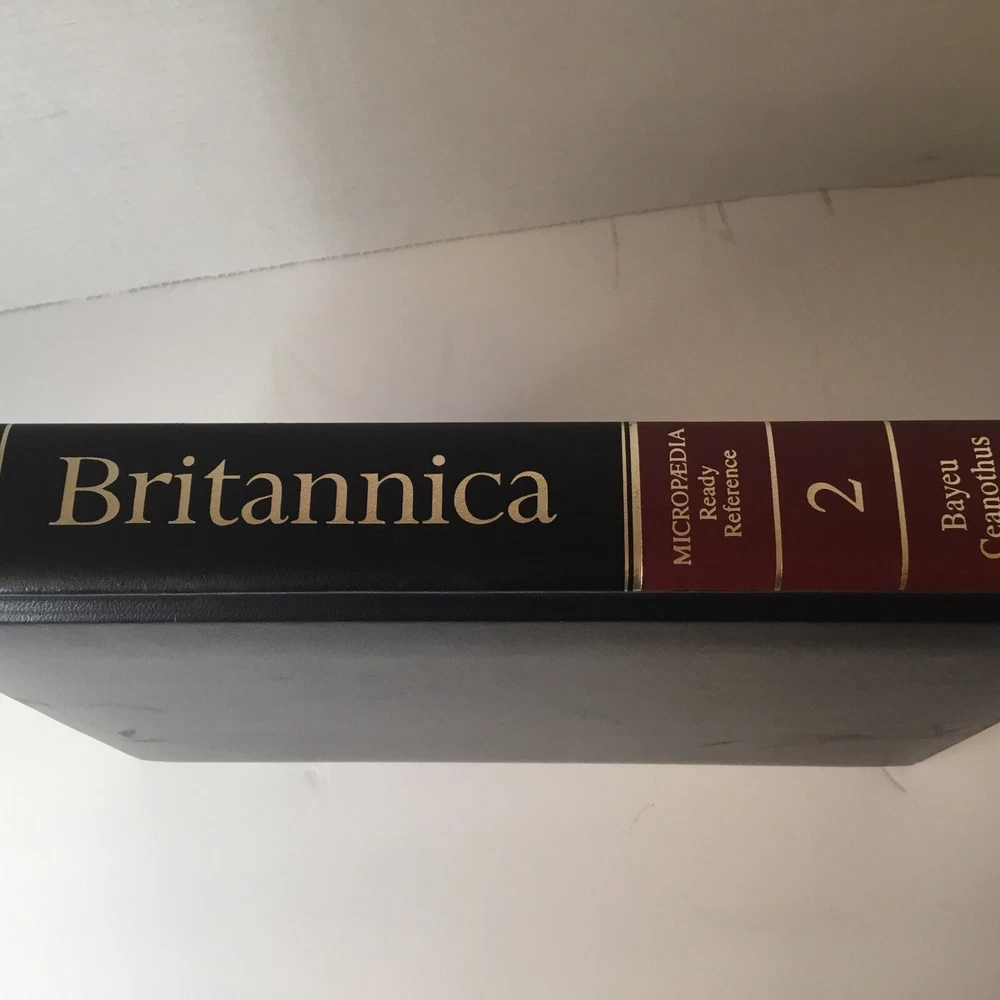 Britannica
MICROPÆDIA
Ready
Reference
2
Bayeu
Ceanothus